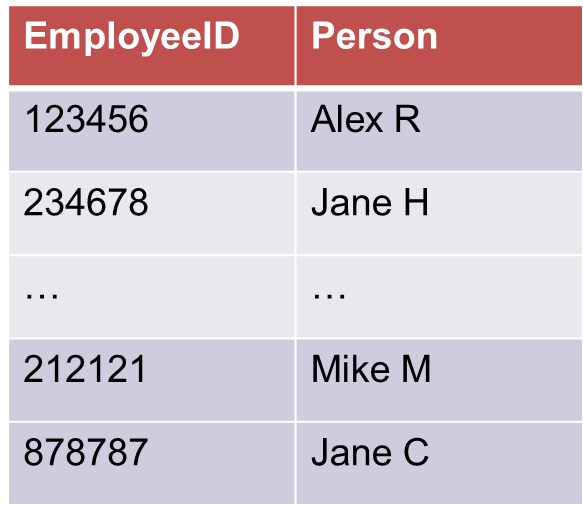 EmployeeID Person
123456 Alex R
234678 Jane H
… …
212121 Mike M
878787 Jane C